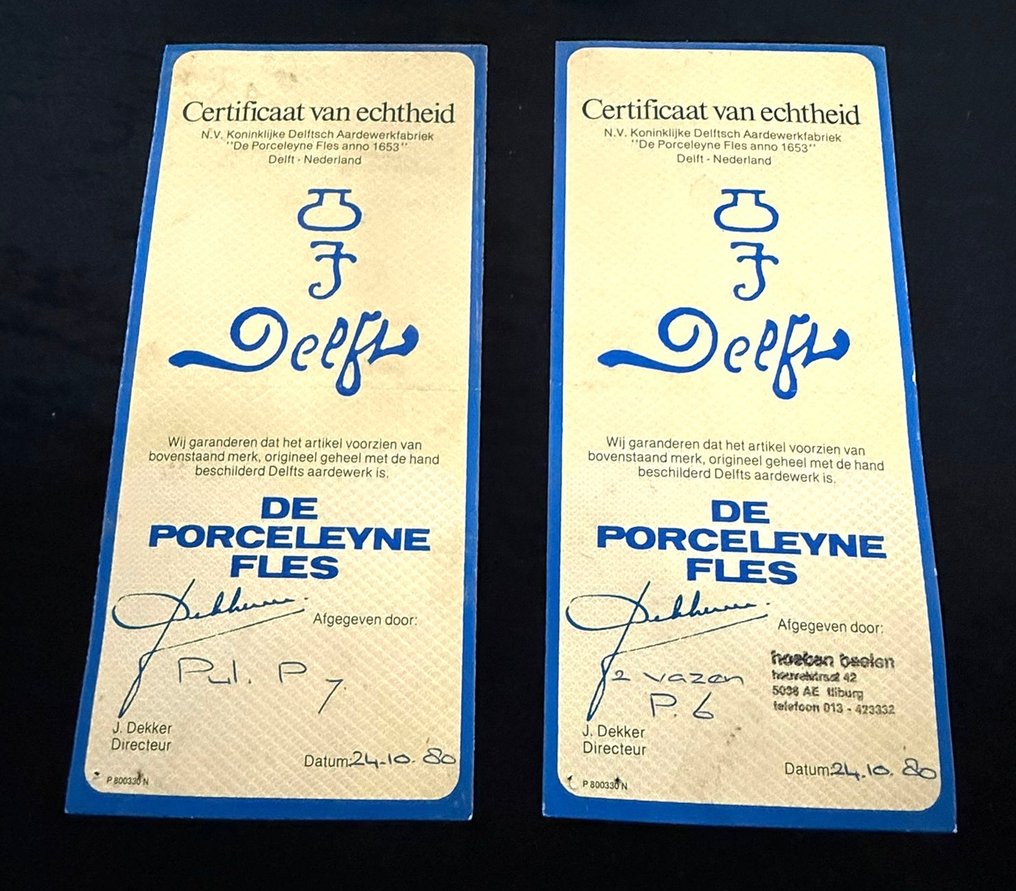 Certificaat van echtheid
N.V. Koninklijke Delftsch Aardewerkfabriek
''De Porceleyne Fles anno 1653''
Delft - Nederland
Delft
Wij garanderen dat het artikel voorzien van
bovenstaand merk, origineel geheel met de hand
beschilderd Delfts aardewerk is.
DE
PORCELEYNE
FLES
Afgegeven door:
Pul. P 7.
J. Dekker
Directeur
Datum: 24.10.80
P 800330 N
Certificaat van echtheid
N.V. Koninklijke Delftsch Aardewerkfabriek
''De Porceleyne Fles anno 1653''
Delft - Nederland
Delft
Wij garanderen dat het artikel voorzien van
bovenstaand merk, origineel geheel met de hand
beschilderd Delfts aardewerk is.
DE
PORCELEYNE
FLES
Afgegeven door:
2 vazen
P. 6
hoeben beelen
heuvelstraat 42
5038 AE tilburg
telefoon 013 - 423332
J. Dekker
Directeur
Datum: 24.10.80
P 800330 N